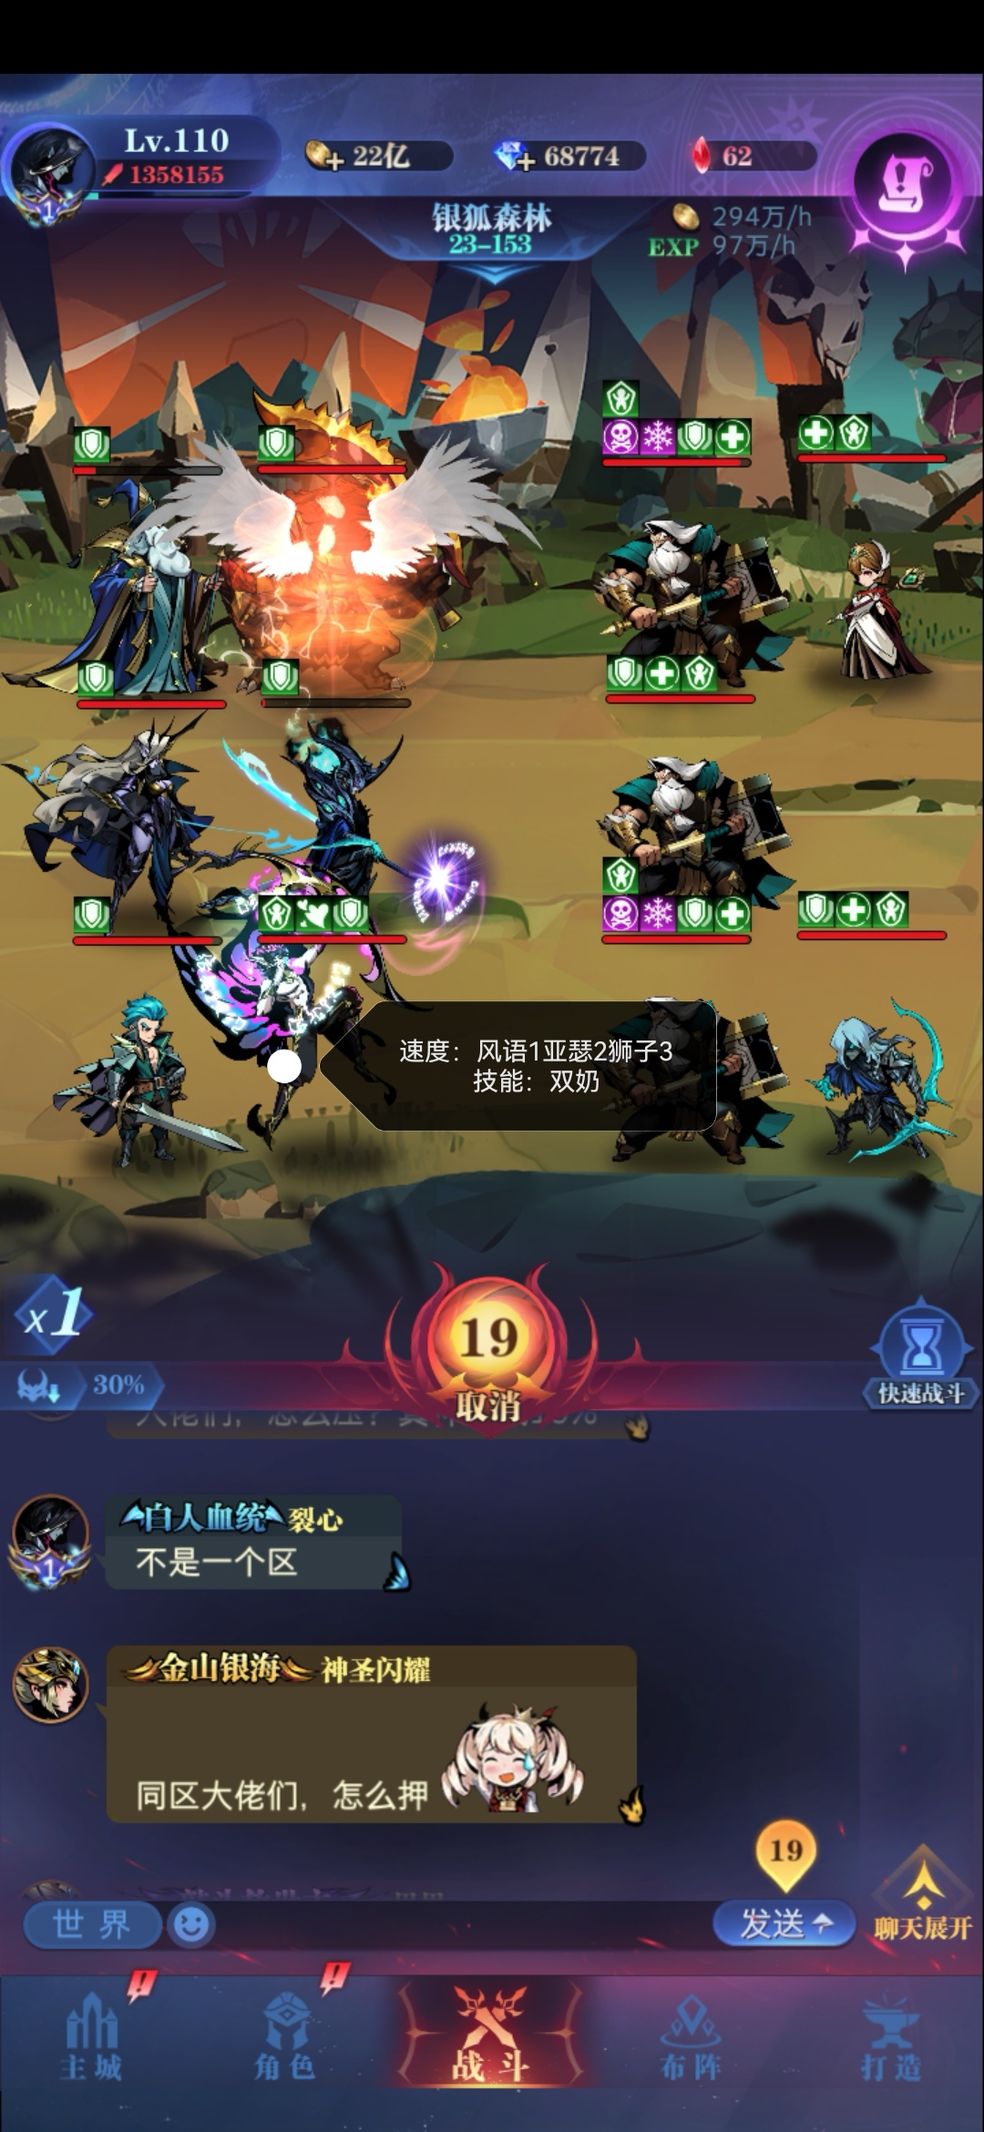 Lv.110
22亿
68774
62
1358155
1
银狐森林
23-153
294万/h
EXP 97万/h
速度：风语1亚瑟2狮子3
技能：双奶
x1
19
30%
取消
快速战斗
白人血统 裂心
1
不是一个区
金山银海 神圣闪耀
同区大佬们，怎么押
19
世界
发送
聊天展开
主城
角色
战斗
布阵
打造